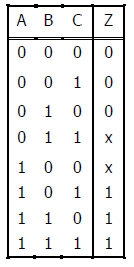 A B C Z
0 0 0 0
0 0 1 0
0 1 0 0
0 1 1 x
1 0 0 x
1 0 1 1
1 1 0 1
1 1 1 1